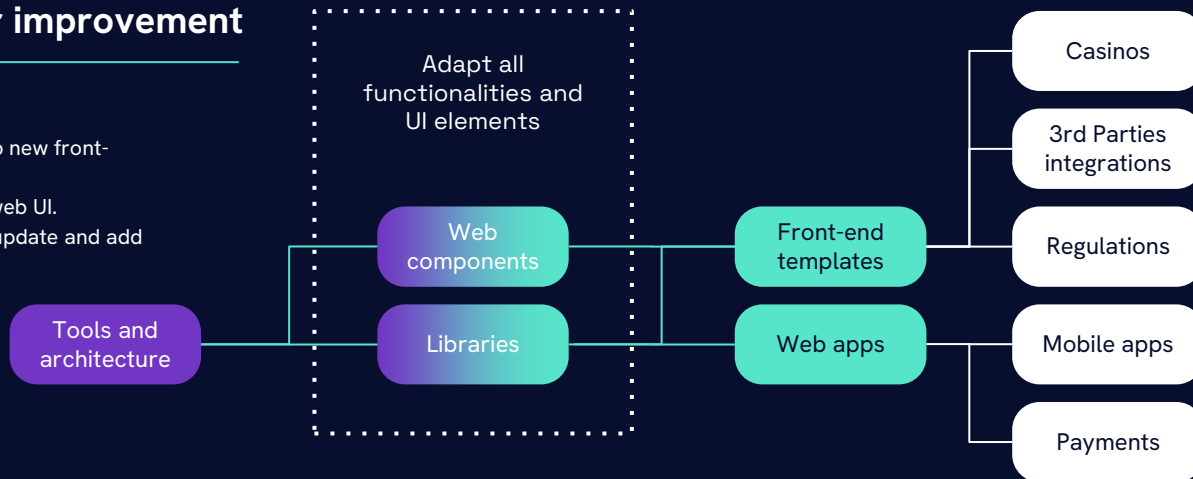 r improvement
o new front-
web UI.
update and add
Adapt all
functionalities and
UI elements
Tools and
architecture
Web
components
Libraries
Front-end
templates
Web apps
Casinos
3rd Parties
integrations
Regulations
Mobile apps
Payments